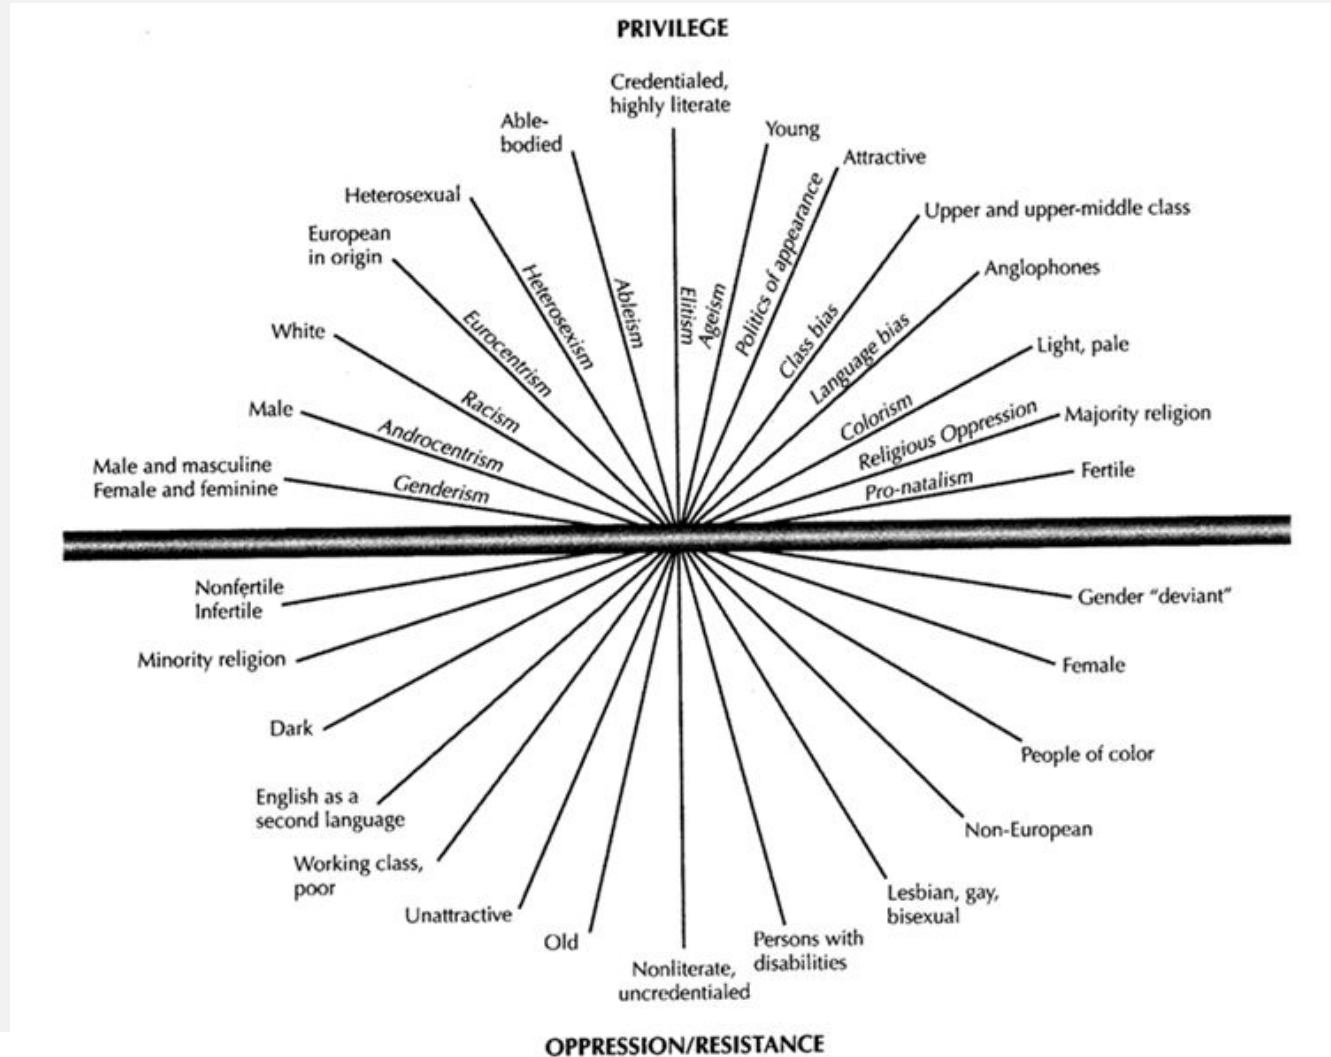 PRIVILEGE
Credentialed,
highly literate
Able-
bodied
Young
Attractive
Heterosexual
Upper and upper-middle class
European
in origin
Anglophones
White
Light, pale
Male
Majority religion
Male and masculine
Female and feminine
Fertile
Genderism
Androcentrism
Racism
Eurocentrism
Heterosexism
Ableism
Elitism
Ageism
Politics of appearance
Class bias
Language bias
Colorism
Religious Oppression
Pro-natalism
Nonfertile
Infertile
Gender “deviant”
Minority religion
Female
Dark
People of color
English as a
second language
Non-European
Working class,
poor
Lesbian, gay,
bisexual
Unattractive
Old
Persons with
disabilities
Nonliterate,
uncredentialed
OPPRESSION/RESISTANCE